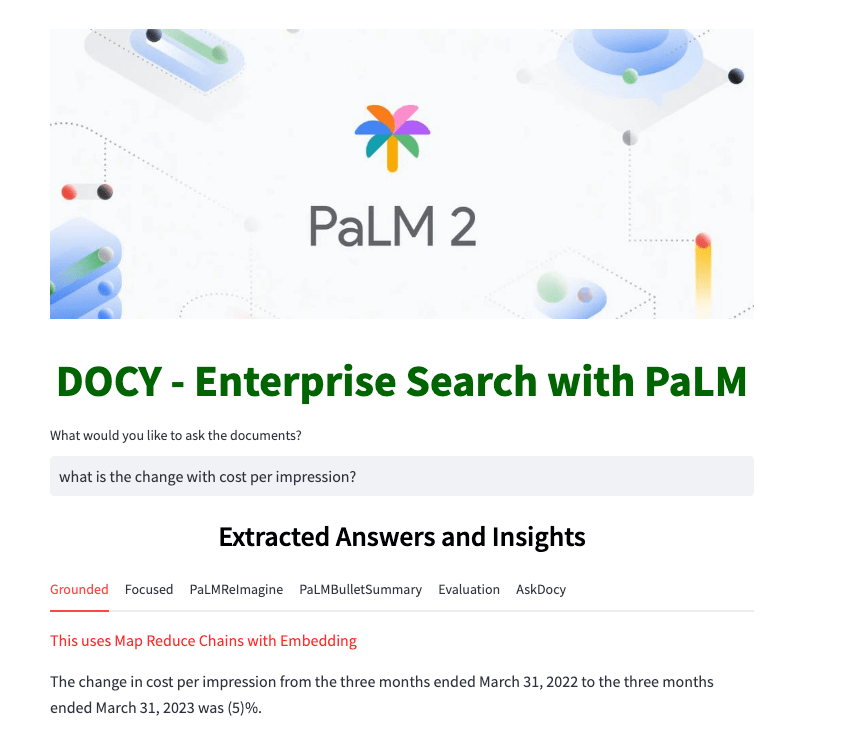 PaLM 2
DOCY - Enterprise Search with PaLM
What would you like to ask the documents?
what is the change with cost per impression?
Extracted Answers and Insights
Grounded Focused PaLMReImagine PaLMBulletSummary Evaluation AskDocy
This uses Map Reduce Chains with Embedding
The change in cost per impression from the three months ended March 31, 2022 to the three months
ended March 31, 2023 was (5)%.